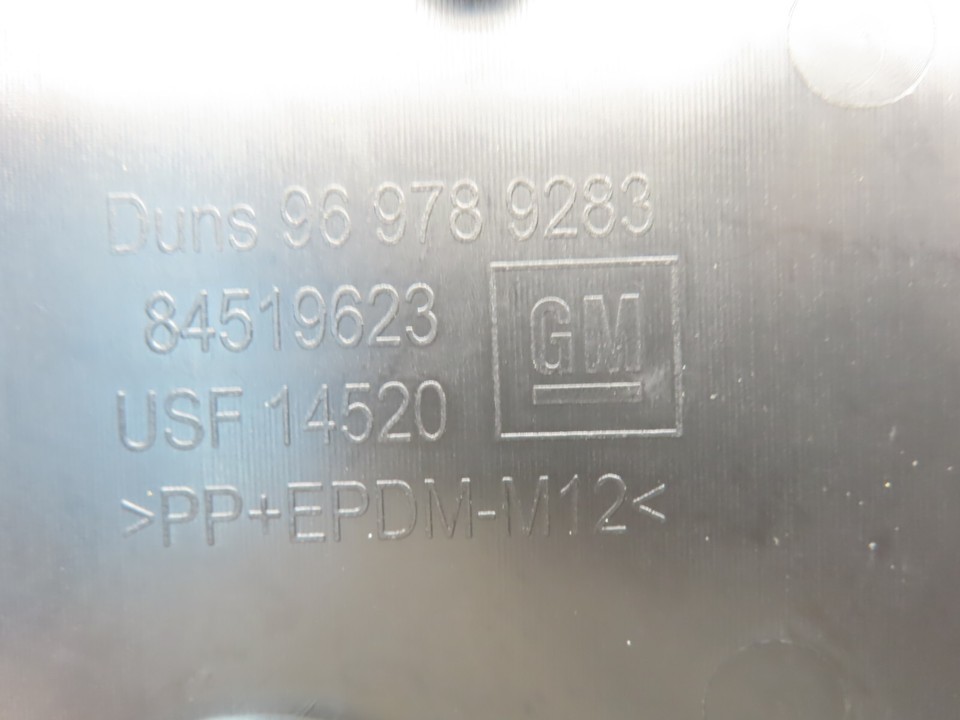 Duns 96 978 9283
84519623
GM
USF 14520
>PP+EPDM-M12<